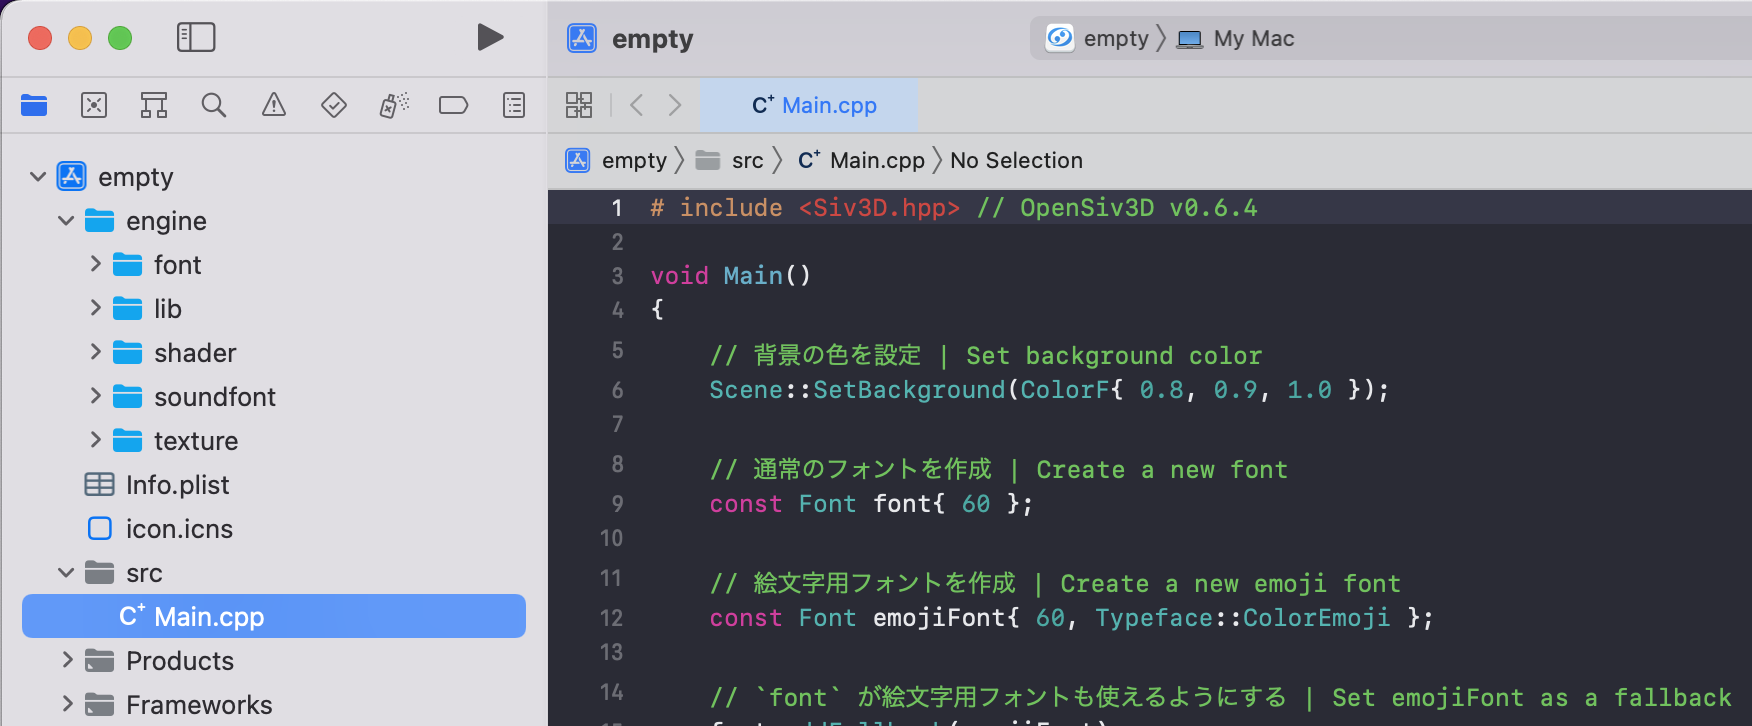 empty
empty My Mac
C+ Main.cpp
empty src C+ Main.cpp No Selection
empty
engine
font
lib
shader
soundfont
texture
Info.plist
icon.icns
src
C+ Main.cpp
Products
Frameworks
1 # include <Siv3D.hpp> // OpenSiv3D v0.6.4
2
3 void Main()
4 {
5 // 背景の色を設定 | Set background color
6 Scene::SetBackground(ColorF{ 0.8, 0.9, 1.0 });
7
8 // 通常のフォントを作成 | Create a new font
9 const Font font{ 60 };
10
11 // 絵文字用フォントを作成 | Create a new emoji font
12 const Font emojiFont{ 60, Typeface::ColorEmoji };
13
14 // `font` が絵文字用フォントも使えるようにする | Set emojiFont as a fallback